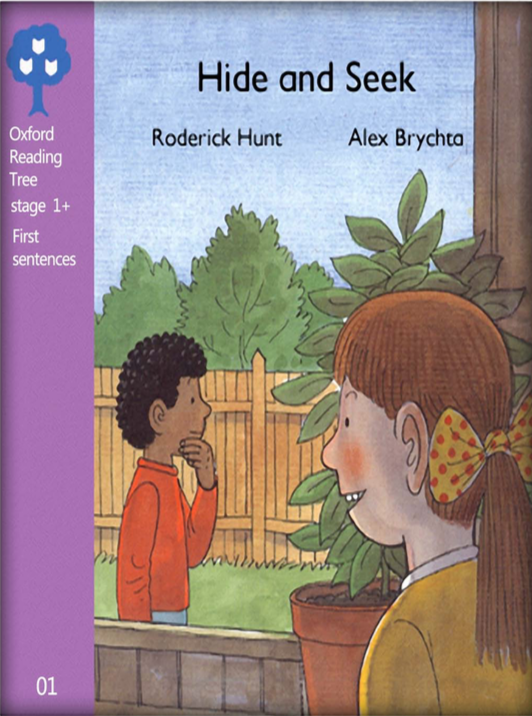 Hide and Seek
Roderick Hunt Alex Brychta
Oxford
Reading
Tree
stage 1+
First
sentences
01